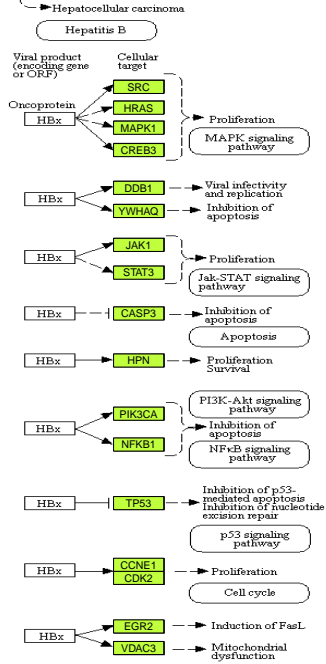 Hepatocellular carcinoma
Hepatitis B
Viral product
(encoding gene
or ORF)
Cellular
target
Oncoprotein
HBx
SRC
HRAS
MAPK1
CREB3
Proliferation
MAPK signaling
pathway
HBx
DDB1
YWHAQ
Viral infectivity
and replication
Inhibition of
apoptosis
HBx
JAK1
STAT3
Proliferation
Jak-STAT signaling
pathway
HBx
CASP3
Inhibition of
apoptosis
Apoptosis
HBx
HPN
Proliferation
Survival
HBx
PIK3CA
NFKB1
PI3K-Akt signaling
pathway
Inhibition of
apoptosis
NFκB signaling
pathway
HBx
TP53
Inhibition of p53-
mediated apoptosis
Inhibition of nucleotide
excision repair
p53 signaling
pathway
HBx
CCNE1
CDK2
Proliferation
Cell cycle
HBx
EGR2
VDAC3
Induction of FasL
Mitochondrial
dysfunction